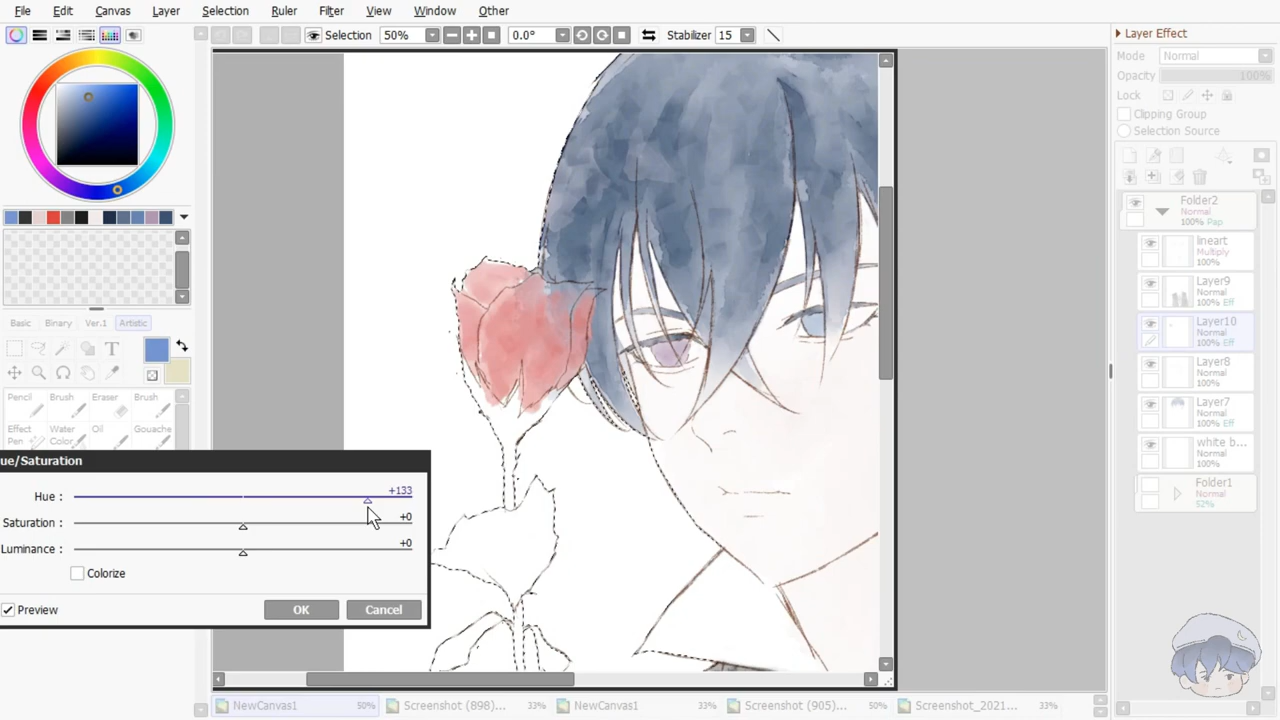 File Edit Canvas Layer Selection Ruler Filter View Window Other
Selection 50% 0.0° Stabilizer 15
Layer Effect
Mode Normal
Opacity 100%
Lock
Clipping Group
Selection Source
Folder2
Normal
100% Pap
lineart
Multiply
100%
Layer9
Normal
100% Eff
Layer10
Normal
100% Eff
Layer8
Normal
100%
Layer7
Normal
100% Eff
white b...
Normal
100%
Folder1
Normal
52%
Basic Binary Ver.1 Artistic
T
Pencil Brush Eraser Brush
Effect Water Oil Gouache
Pen Color
ue/Saturation
Hue : +133
Saturation : +0
Luminance : +0
Colorize
Preview OK Cancel
NewCanvas1 50% Screenshot (898)... 33% NewCanvas1 33% Screenshot (905)... 50% Screenshot_2021... 33%